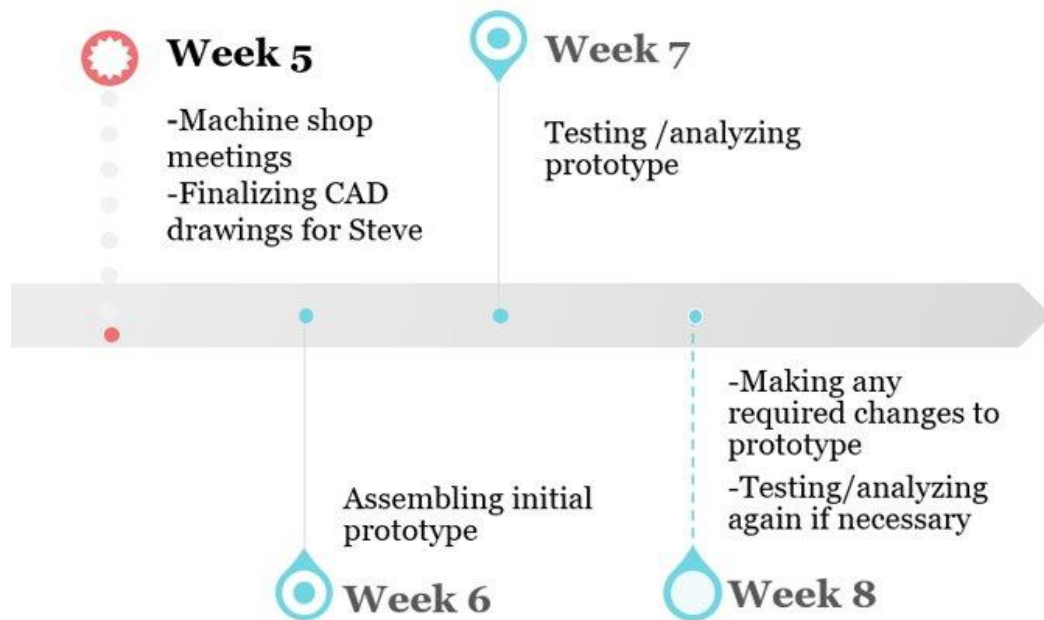 Week 5
-Machine shop
meetings
-Finalizing CAD
drawings for Steve
Week 7
Testing /analyzing
prototype
Assembling initial
prototype
Week 6
-Making any
required changes to
prototype
-Testing/analyzing
again if necessary
Week 8